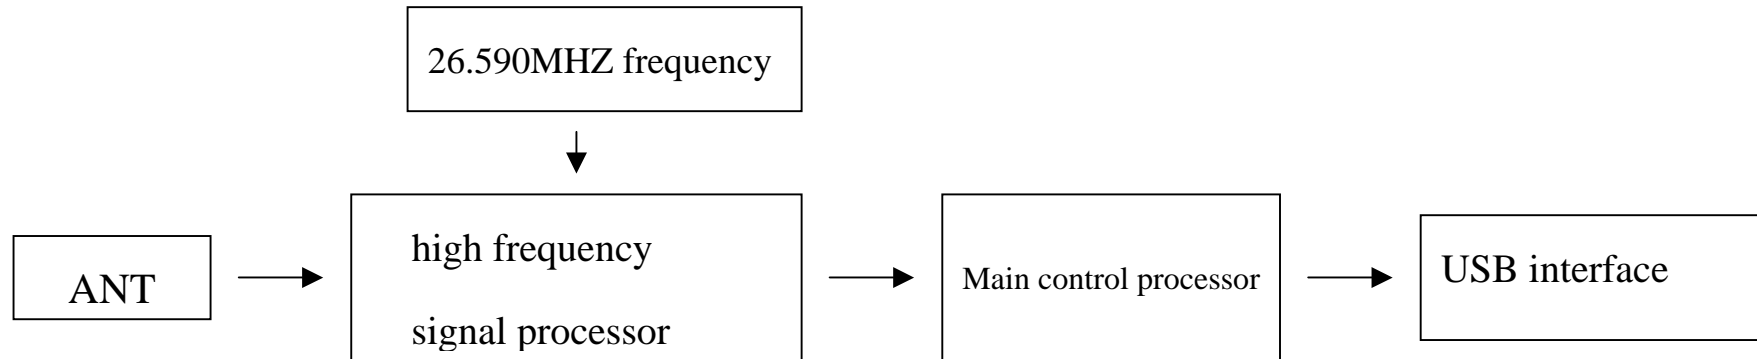 26.590MHZ frequency
ANT
high frequency
signal processor
Main control processor
USB interface